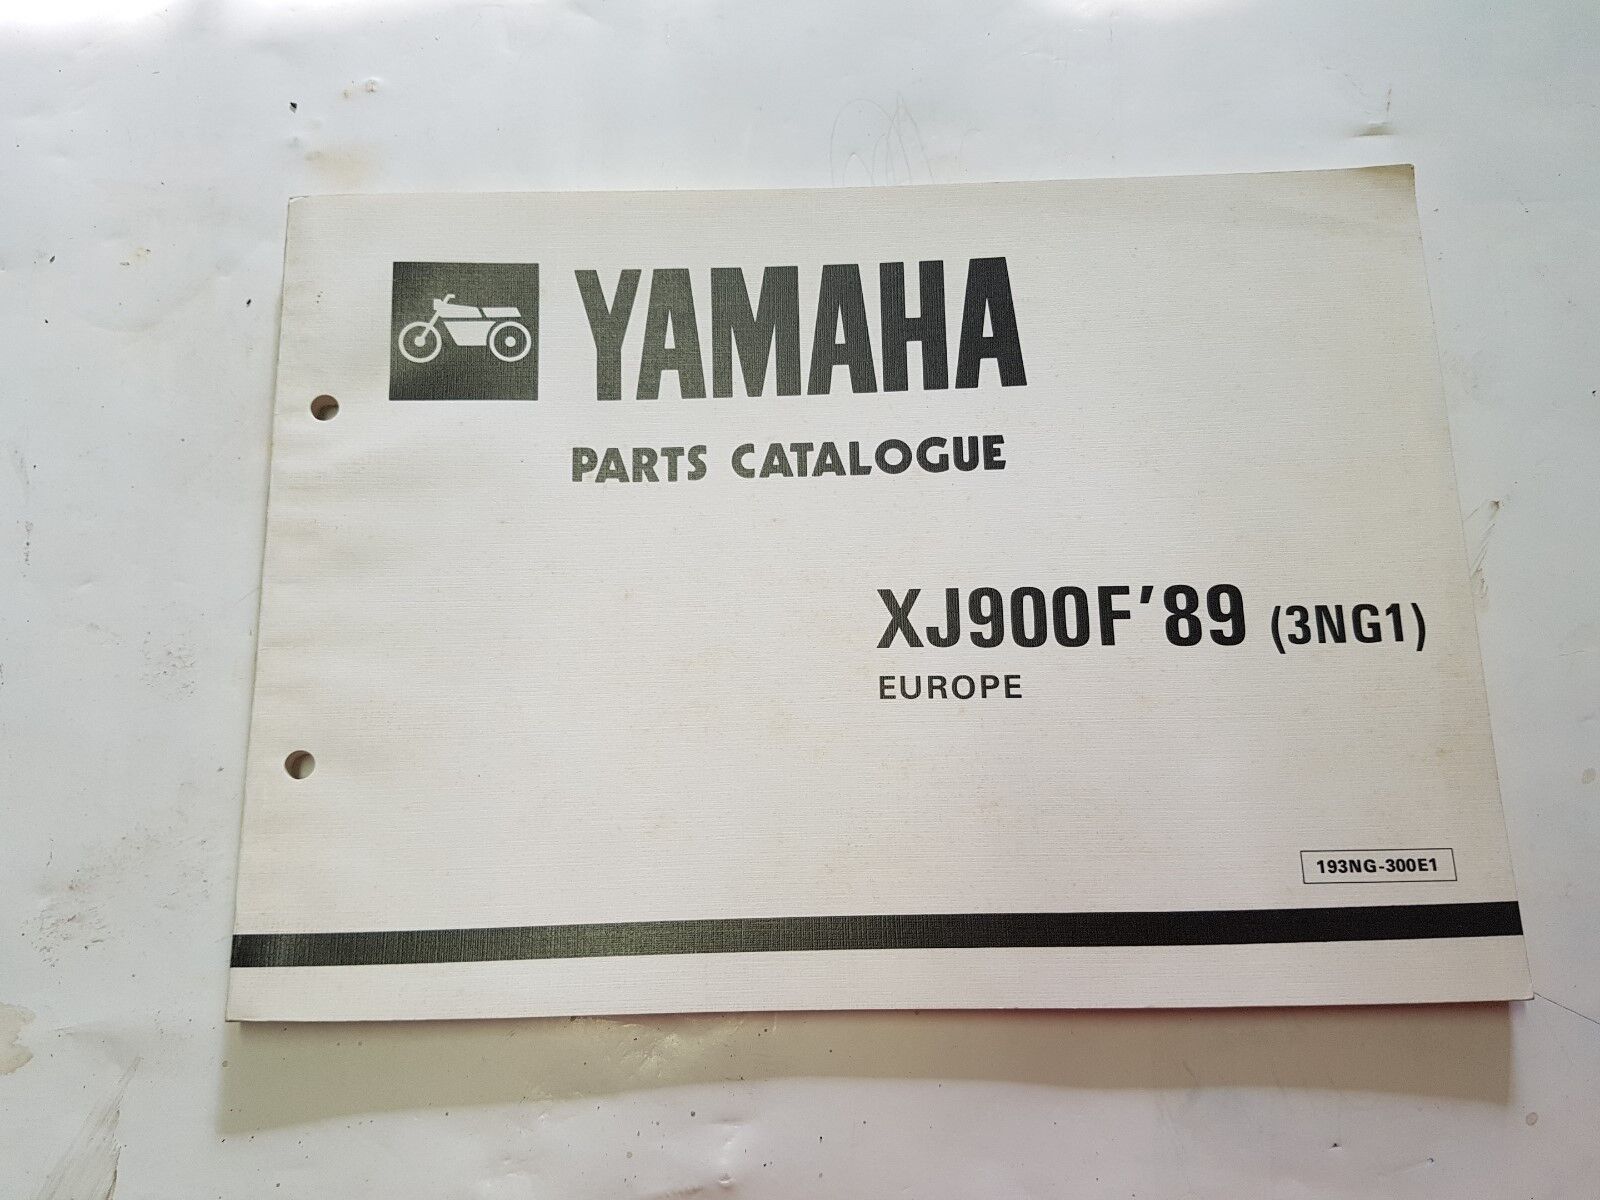 YAMAHA
PARTS CATALOGUE
XJ900F'89 (3NG1)
EUROPE
193NG-300E1